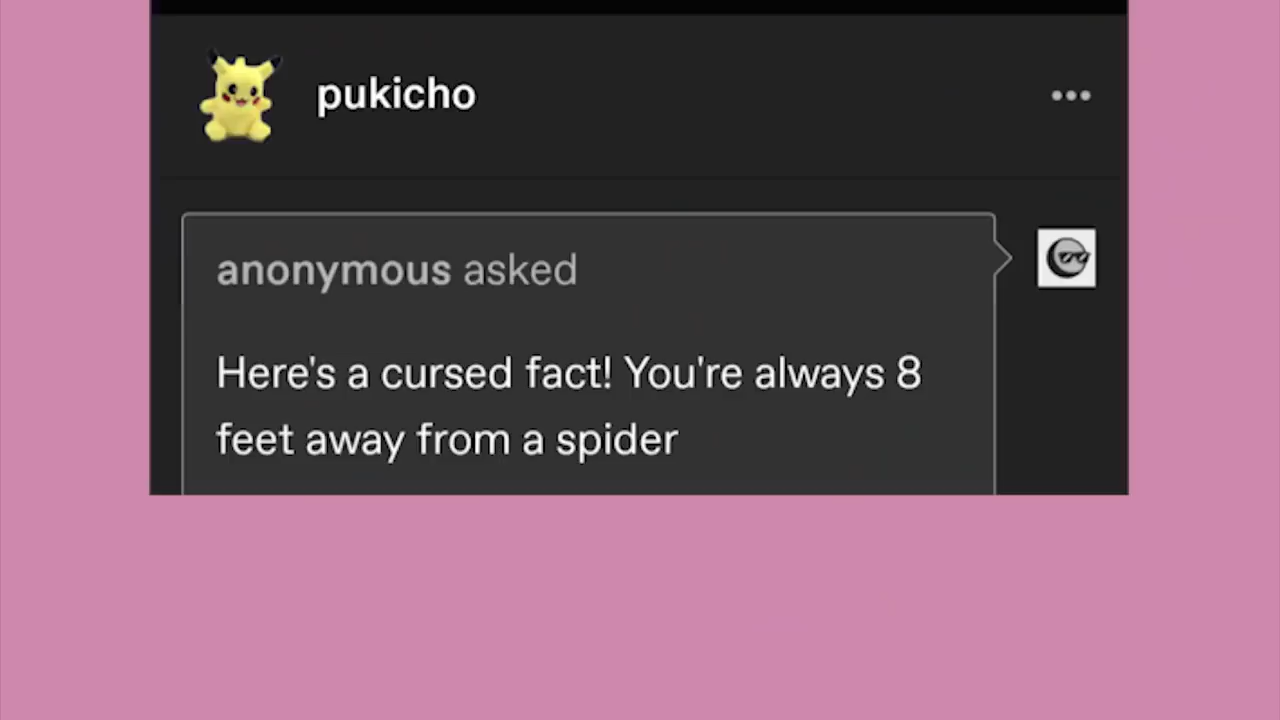 pukicho
anonymous asked
Here's a cursed fact! You're always 8
feet away from a spider